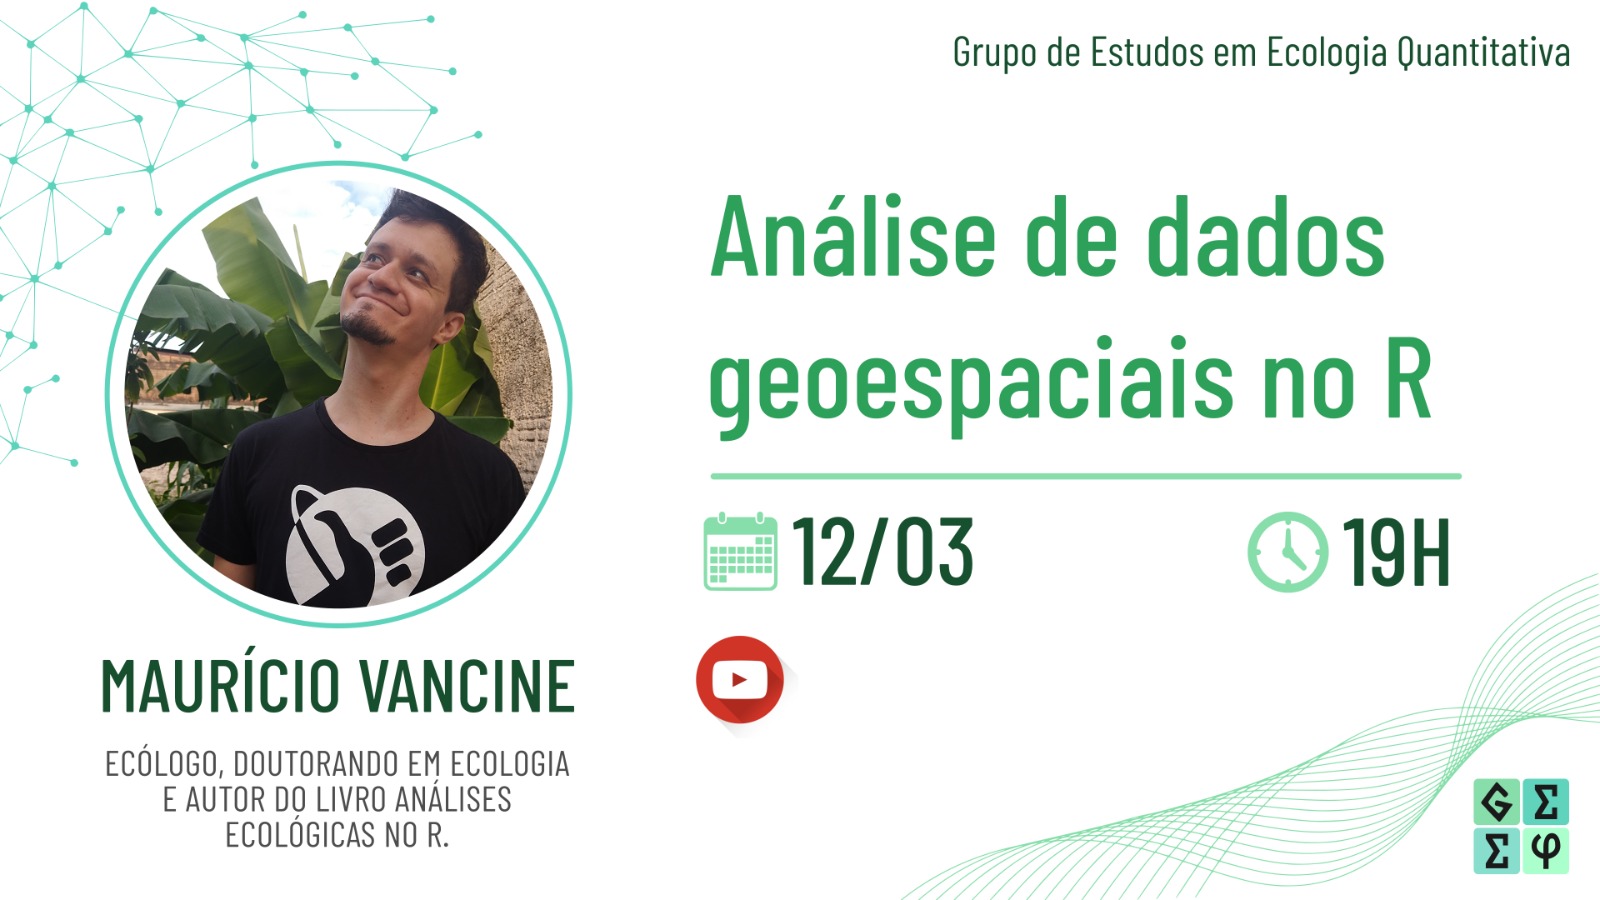 Grupo de Estudos em Ecologia Quantitativa
Análise de dados
geoespaciais no R
12/03
19H
MAURÍCIO VANCINE
ECÓLOGO, DOUTORANDO EM ECOLOGIA
E AUTOR DO LIVRO ANÁLISES
ECOLÓGICAS NO R.
G Σ
Σ φ